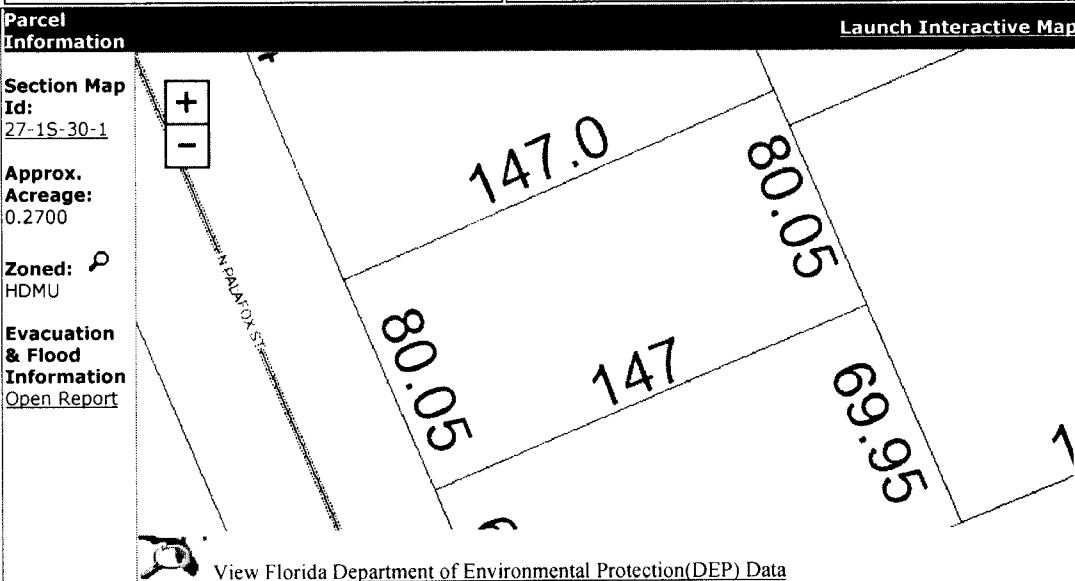 Parcel
Information
Launch Interactive Map
Section Map
Id:
27-1S-30-1
Approx.
Acreage:
0.2700
Zoned:
HDMU
Evacuation
& Flood
Information
Open Report
+
−
147.0
80.05
N PALAFOX ST
80.05
147
69.95
View Florida Department of Environmental Protection(DEP) Data